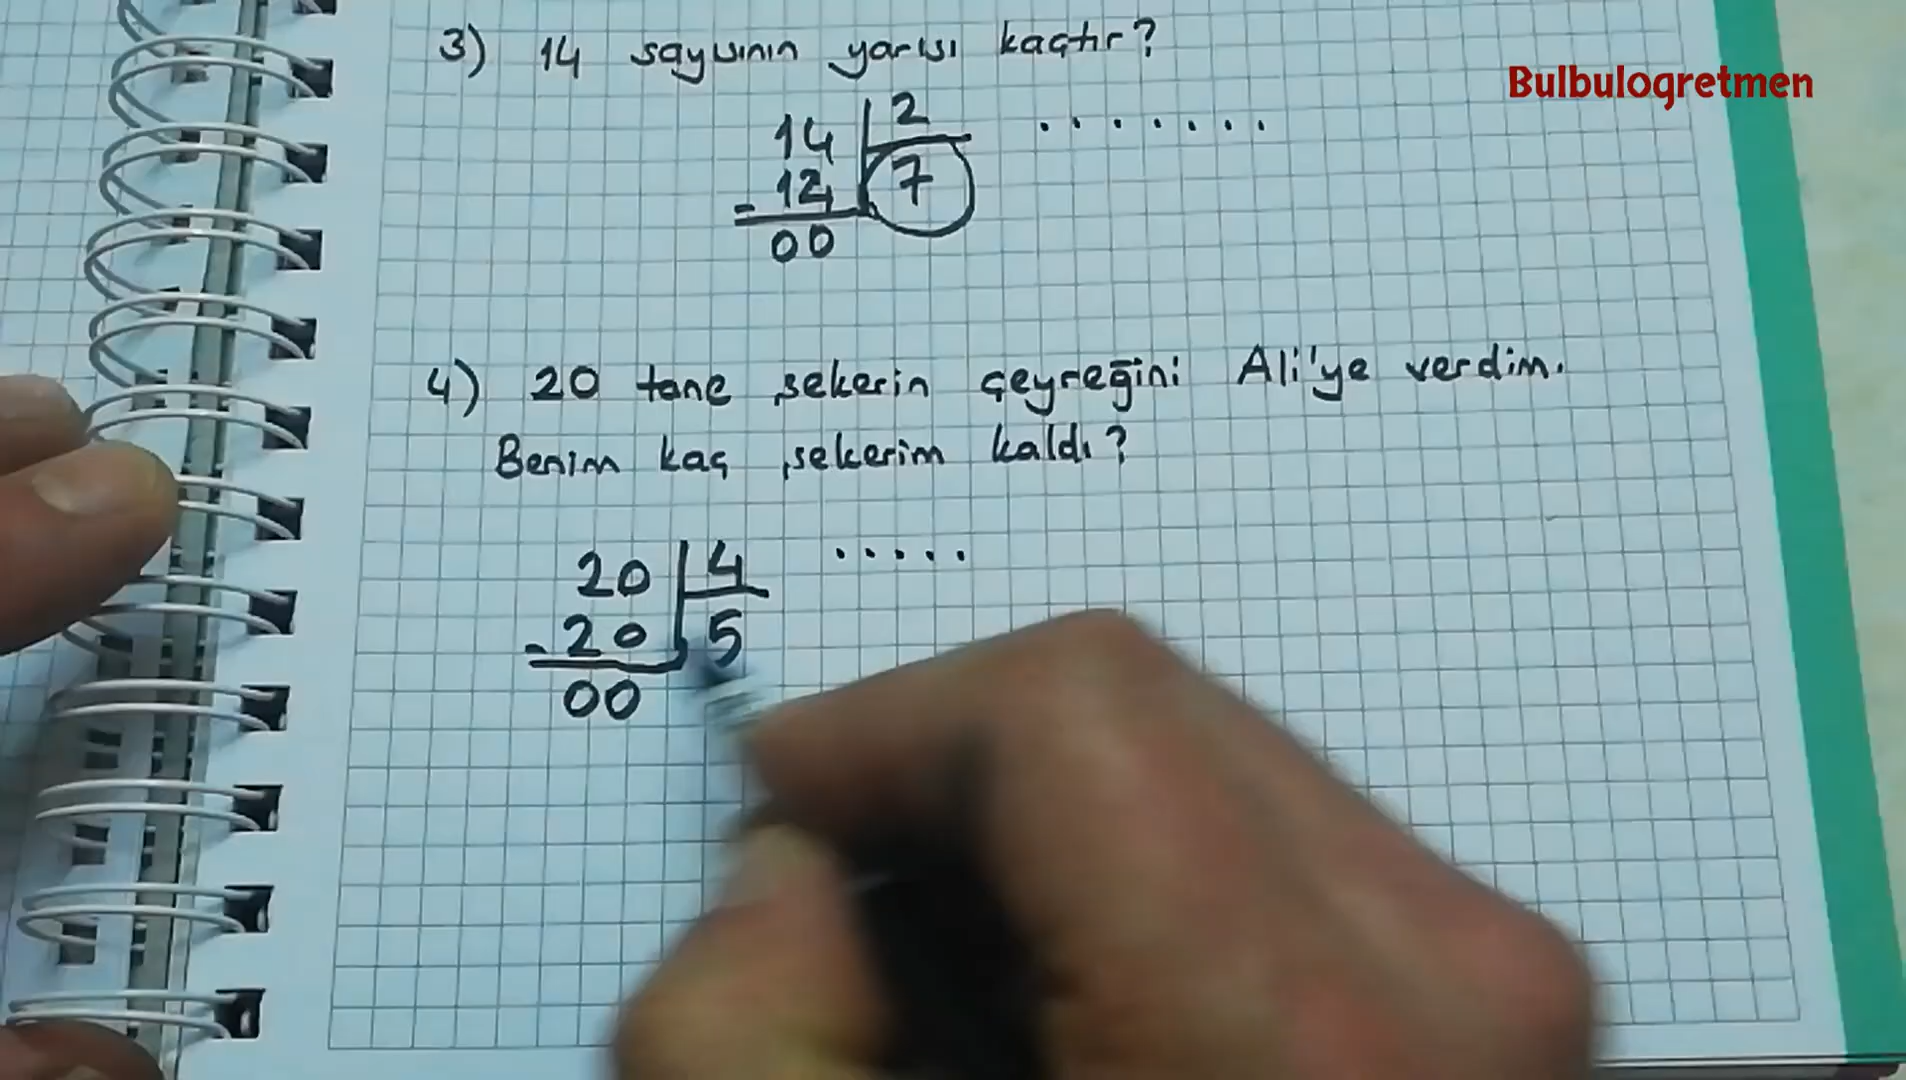 3) 14 sayısının yarısı kaçtır?
Bulbulogretmen
14 2
- 14 7
00
.......
4) 20 tane şekerin çeyreğini Ali'ye verdim.
Benim kaç şekerim kaldı?
20 4
- 20 5
00
.....